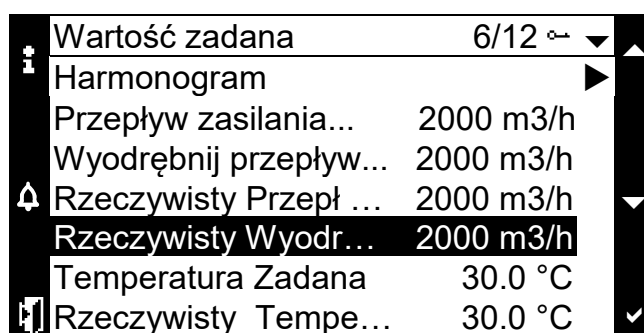 Wartość zadana 6/12
Harmonogram
Przepływ zasilania... 2000 m3/h
Wyodrębnij przepływ... 2000 m3/h
Rzeczywisty Przepł ... 2000 m3/h
Rzeczywisty Wyodr... 2000 m3/h
Temperatura Zadana 30.0 °C
Rzeczywisty Tempe... 30.0 °C